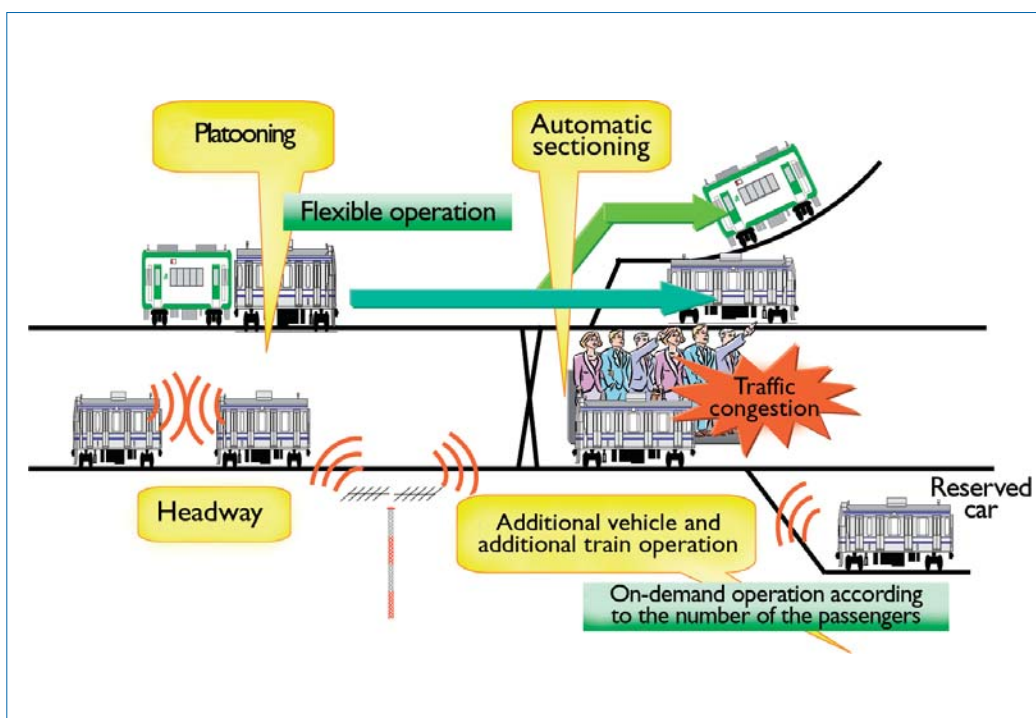 Platooning
Automatic
sectioning
Flexible operation
Traffic
congestion
Headway
Additional vehicle and
additional train operation
Reserved
car
On-demand operation according
to the number of the passengers